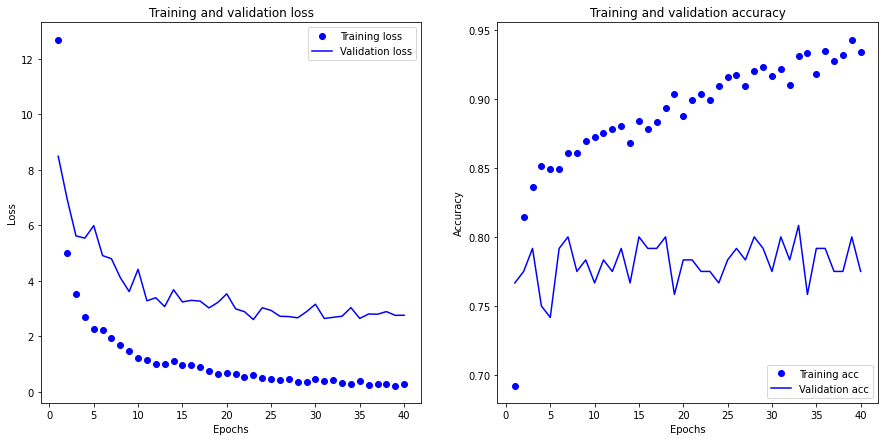 Training and validation loss
Training loss
Validation loss
12
10
8
6
4
2
0
Loss
0 5 10 15 20 25 30 35 40
Epochs
Training and validation accuracy
0.95
0.90
0.85
0.80
0.75
0.70
Accuracy
Training acc
Validation acc
0 5 10 15 20 25 30 35 40
Epochs